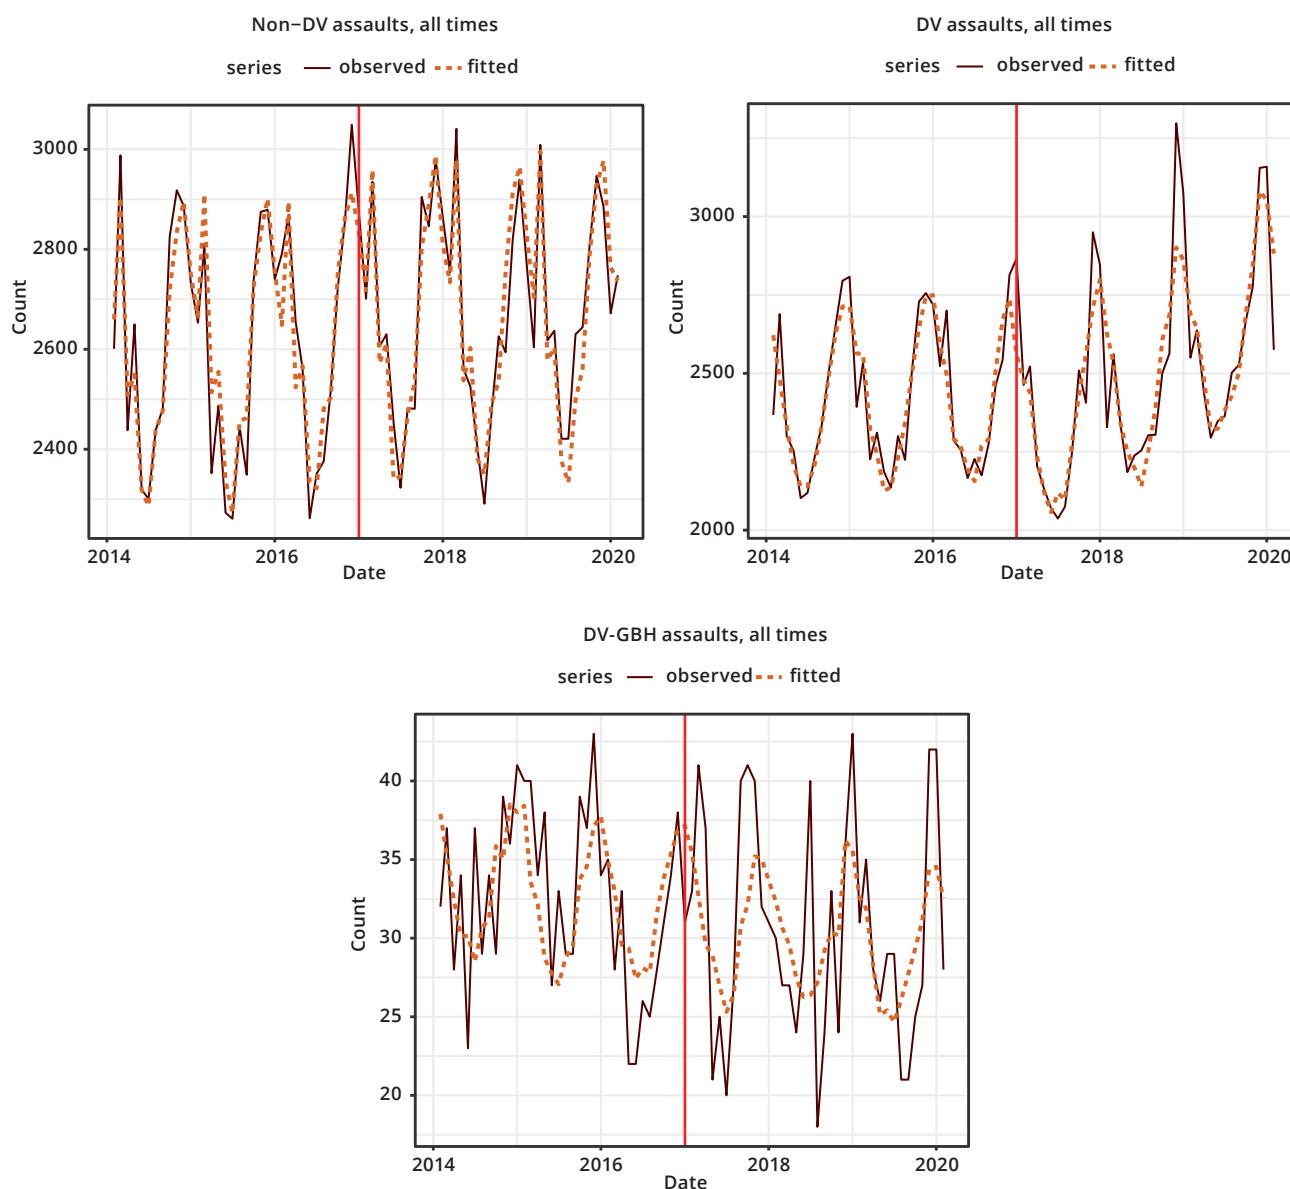 Non−DV assaults, all times
series observed fitted
3000
2800
2600
2400
Count
2014 2016 2018 2020
Date
DV assaults, all times
series observed fitted
3000
2500
2000
Count
2014 2016 2018 2020
Date
DV-GBH assaults, all times
series observed fitted
40
35
30
25
20
Count
2014 2016 2018 2020
Date